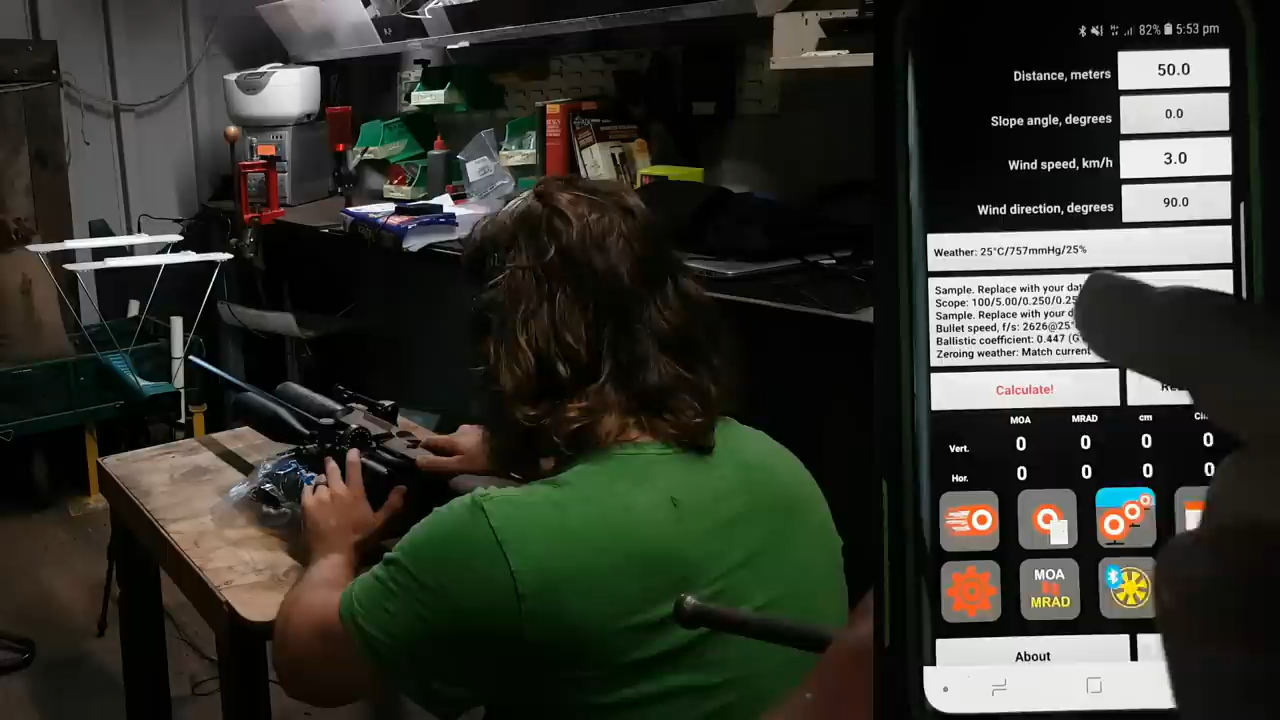 82% 5:53 pm
Distance, meters 50.0
Slope angle, degrees 0.0
Wind speed, km/h 3.0
Wind direction, degrees 90.0
Weather: 25°C/757mmHg/25%
Sample. Replace with your
Scope: 100/5.00/0.250/
Sample. Replace with your
Bullet speed, f/s: 2626@25°
Ballistic coefficient: 0.447
Zeroing weather: Match current
Calculate!
MOA MRAD cm
Vert. 0 0 0 0
Hor. 0 0 0 0
MOA
MRAD
About